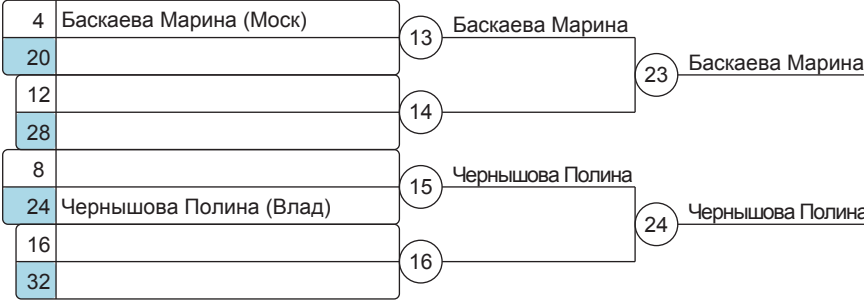 4 Баскаева Марина (Моск)
13 Баскаева Марина
20
23 Баскаева Марина
12
14
28
8
15 Чернышова Полина
24 Чернышова Полина (Влад)
24 Чернышова Полина
16
16
32